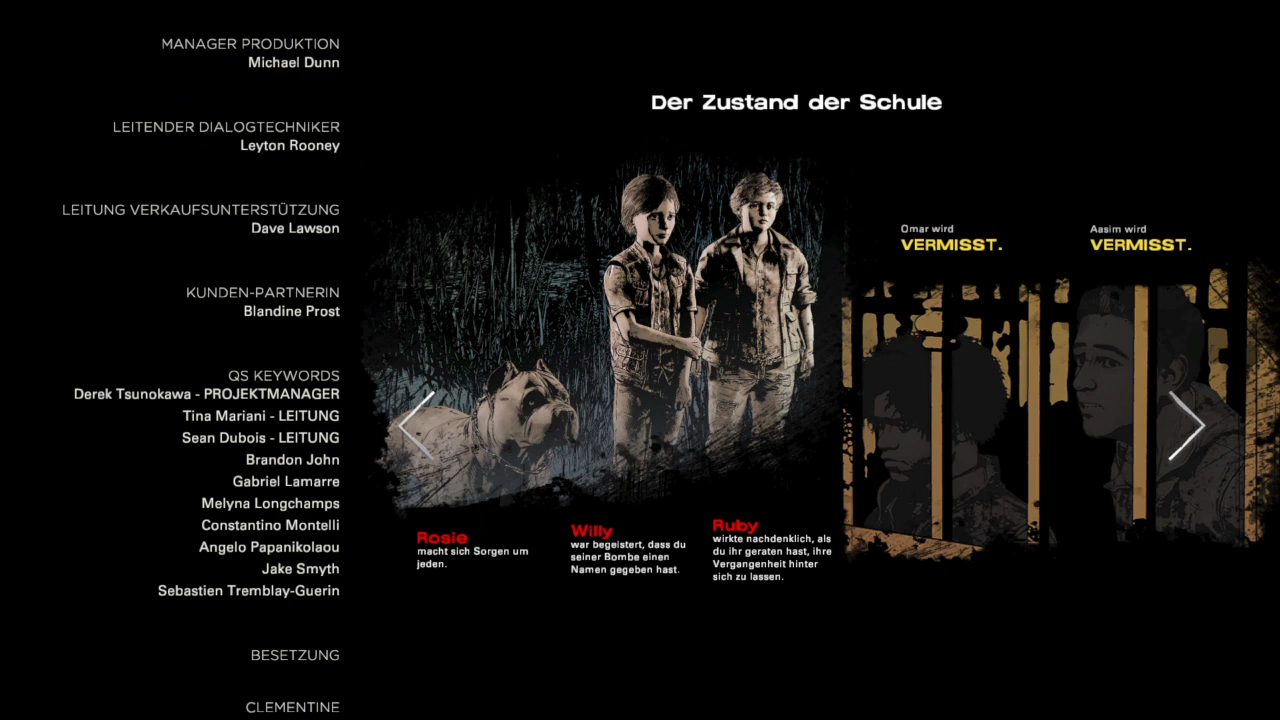 MANAGER PRODUKTION
Michael Dunn
LEITENDER DIALOGTECHNIKER
Leyton Rooney
LEITUNG VERKAUFSUNTERSTÜTZUNG
Dave Lawson
KUNDEN-PARTNERIN
Blandine Prost
QS KEYWORDS
Derek Tsunokawa - PROJEKTMANAGER
Tina Mariani - LEITUNG
Sean Dubois - LEITUNG
Brandon John
Gabriel Lamarre
Melyna Longchamps
Constantino Montelli
Angelo Papanikolaou
Jake Smyth
Sebastien Tremblay-Guerin
BESETZUNG
CLEMENTINE
Der Zustand der Schule
Rosie
macht sich Sorgen um
jeden.
Willy
war begeistert, dass du
seiner Bombe einen
Namen gegeben hast.
Ruby
wirkte nachdenklich, als
du ihr geraten hast, ihre
Vergangenheit hinter
sich zu lassen.
Omar wird
VERMISST.
Aasim wird
VERMISST.